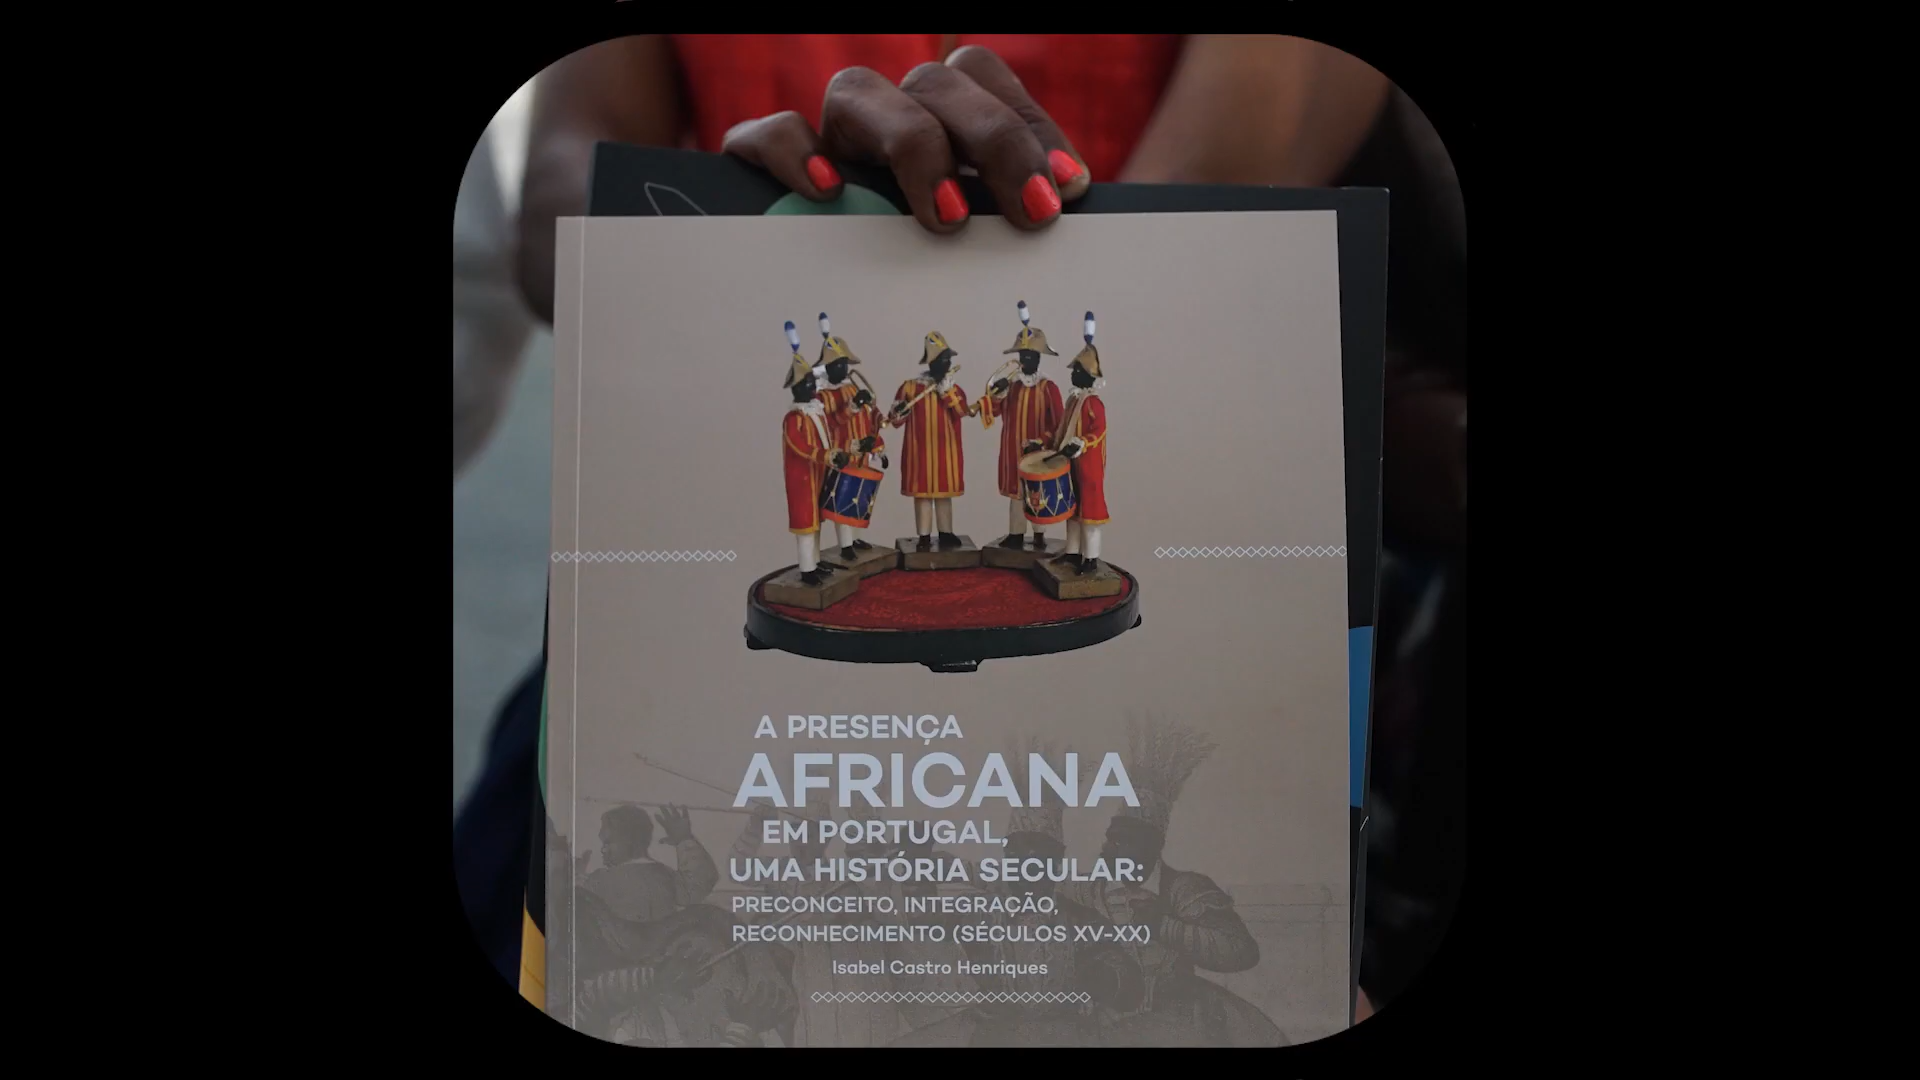 A PRESENÇA
AFRICANA
EM PORTUGAL,
UMA HISTÓRIA SECULAR:
PRECONCEITO, INTEGRAÇÃO,
RECONHECIMENTO (SÉCULOS XV-XX)
Isabel Castro Henriques